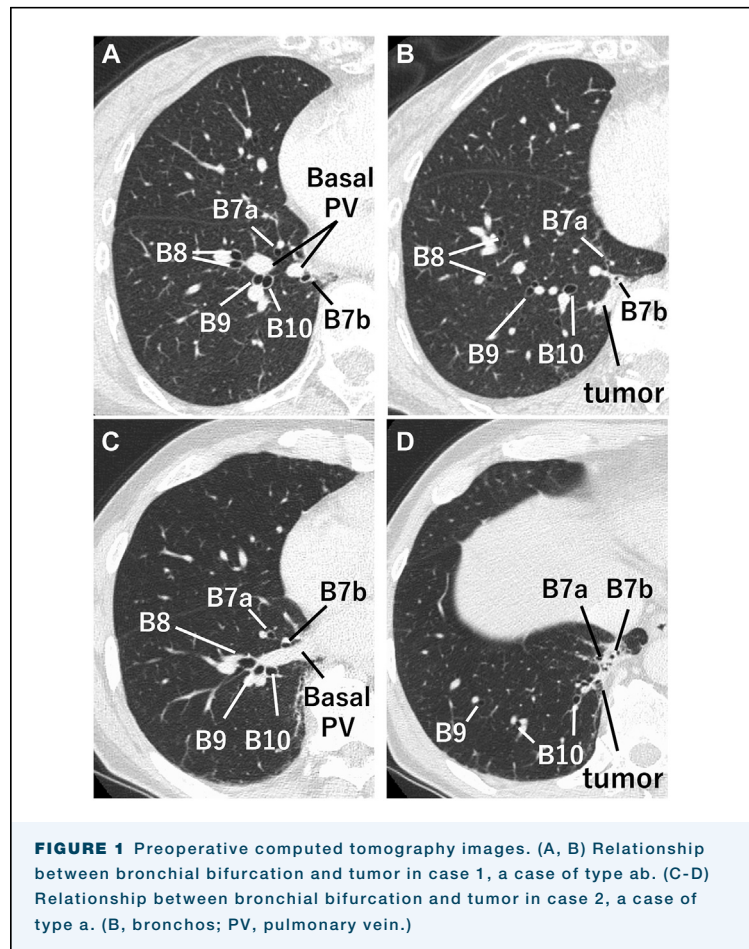 A
Basal
PV
B7a
B8
B9
B10
B7b
B
B7a
B8
B7b
B9
B10
tumor
C
B7a
B7b
B8
Basal
PV
B9
B10
D
B7a
B7b
B9
B10
tumor
FIGURE 1 Preoperative computed tomography images. (A, B) Relationship
between bronchial bifurcation and tumor in case 1, a case of type ab. (C-D)
Relationship between bronchial bifurcation and tumor in case 2, a case of
type a. (B, bronchos; PV, pulmonary vein.)